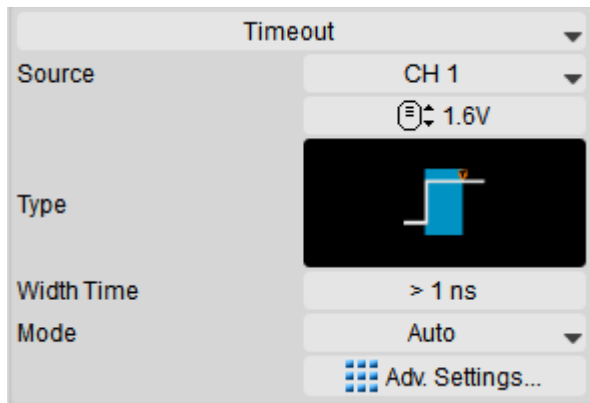 Timeout
Source CH 1
1.6V
Type
Width Time > 1 ns
Mode Auto
Adv. Settings...